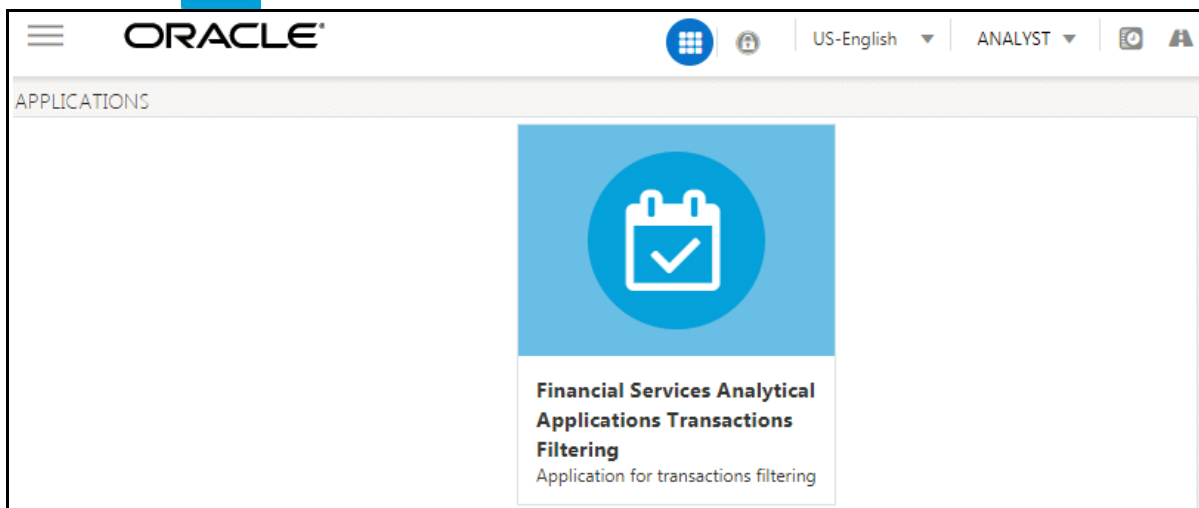 ORACLE
US-English
ANALYST
APPLICATIONS
Financial Services Analytical
Applications Transactions
Filtering
Application for transactions filtering